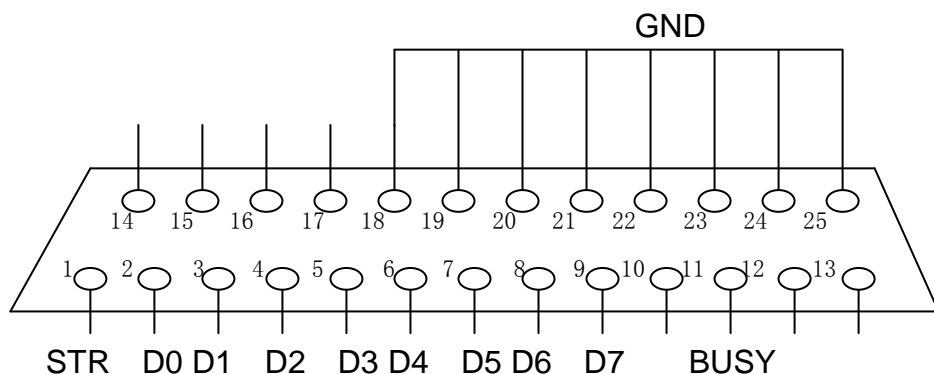 GND
14 15 16 17 18 19 20 21 22 23 24 25
1 2 3 4 5 6 7 8 9 10 11 12 13
STR D0 D1 D2 D3 D4 D5 D6 D7 BUSY